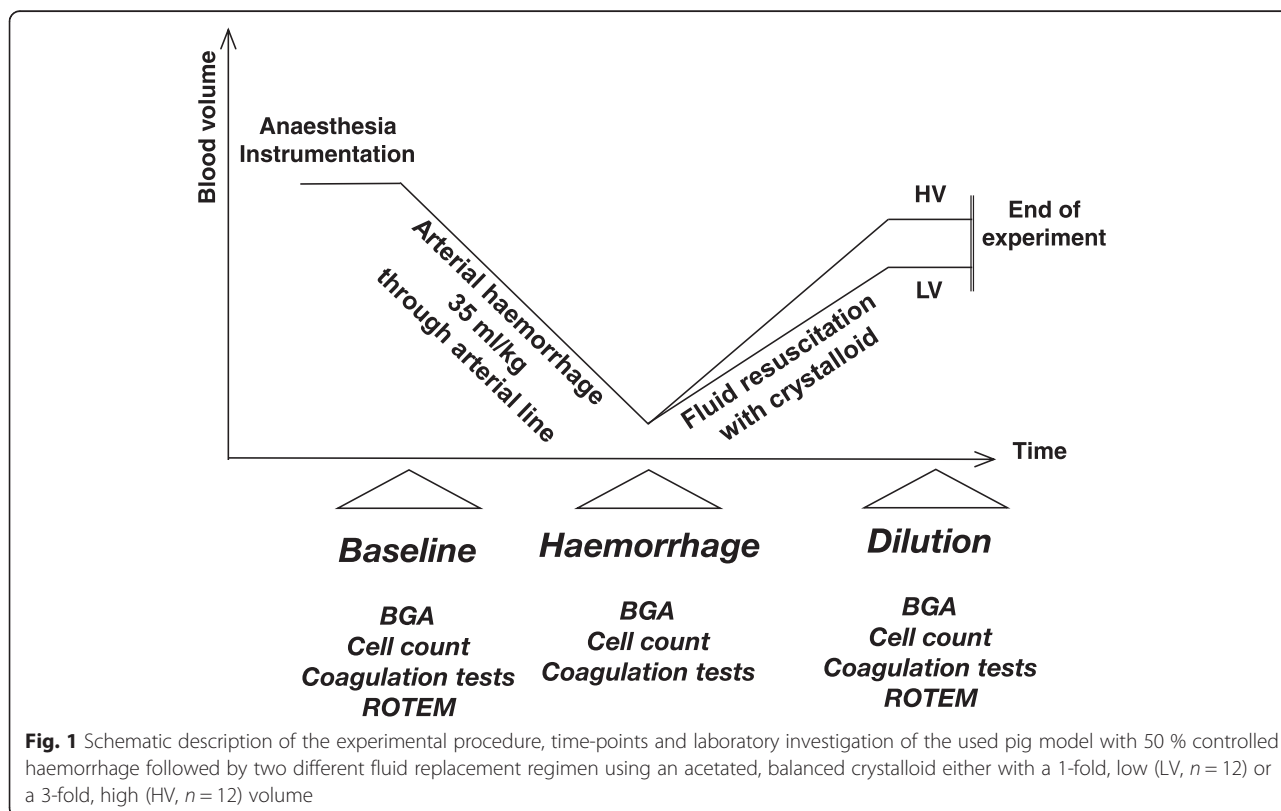 Blood volume
Anaesthesia
Instrumentation
Arterial haemorrhage
35 ml/kg
through arterial line
Fluid resuscitation
with crystalloid
HV
LV
End of
experiment
Time
Baseline
BGA
Cell count
Coagulation tests
ROTEM
Haemorrhage
BGA
Cell count
Coagulation tests
Dilution
BGA
Cell count
Coagulation tests
ROTEM
Fig. 1 Schematic description of the experimental procedure, time-points and laboratory investigation of the used pig model with 50 % controlled
haemorrhage followed by two different fluid replacement regimen using an acetated, balanced crystalloid either with a 1-fold, low (LV, n = 12) or
a 3-fold, high (HV, n = 12) volume